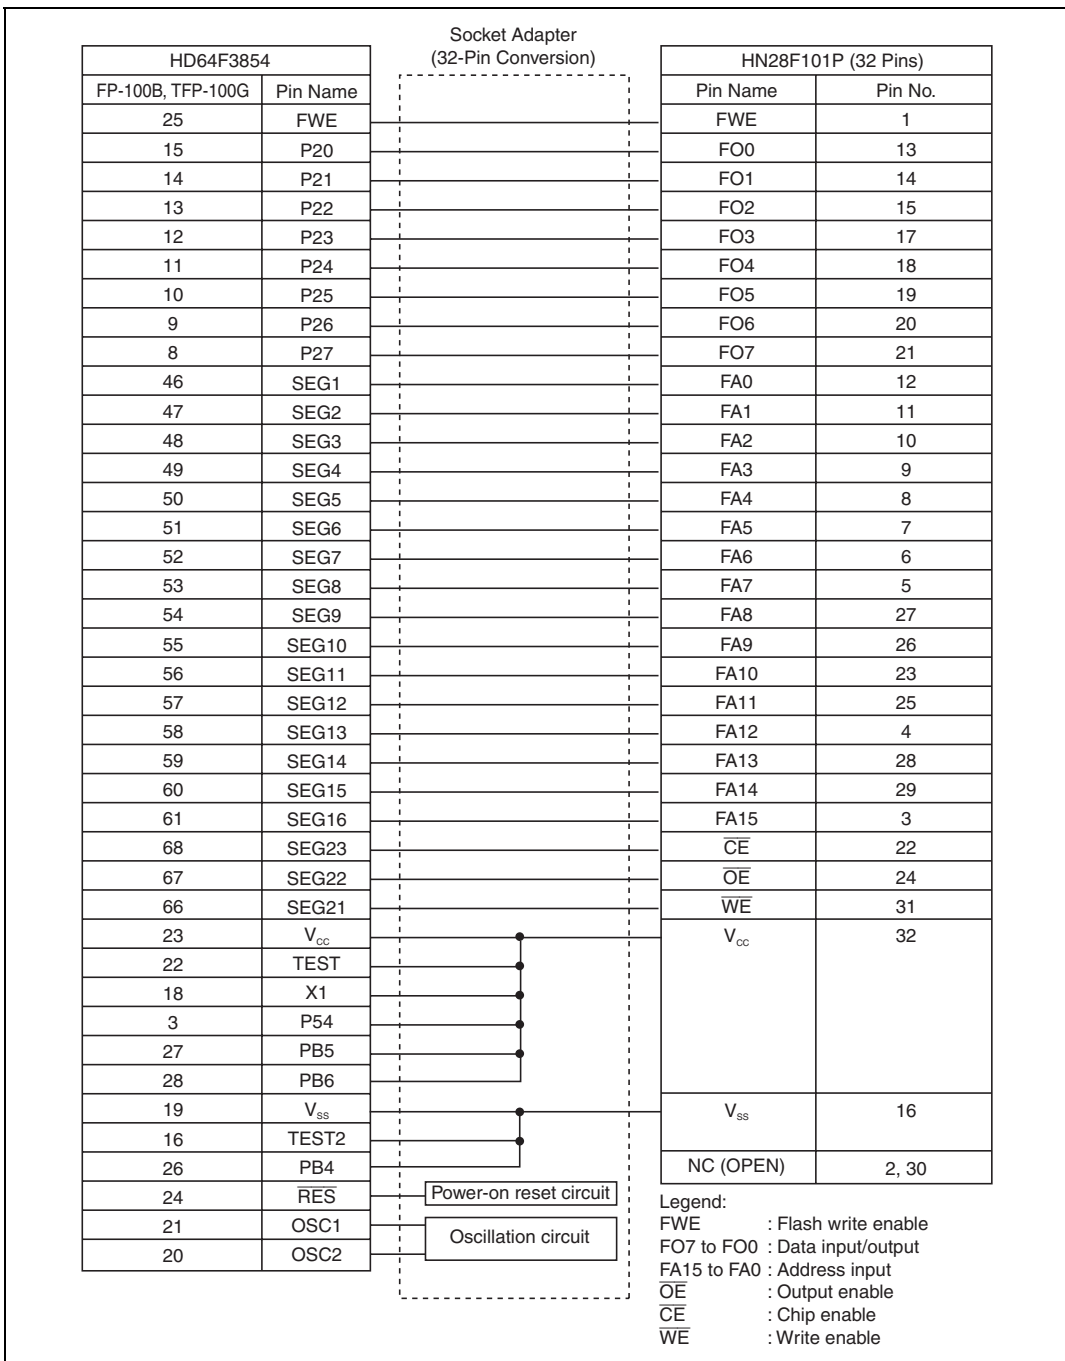 Socket Adapter
(32-Pin Conversion)
HD64F3854 HN28F101P (32 Pins)
FP-100B, TFP-100G Pin Name Pin Name Pin No.
25 FWE FWE 1
15 P20 FO0 13
14 P21 FO1 14
13 P22 FO2 15
12 P23 FO3 17
11 P24 FO4 18
10 P25 FO5 19
9 P26 FO6 20
8 P27 FO7 21
46 SEG1 FA0 12
47 SEG2 FA1 11
48 SEG3 FA2 10
49 SEG4 FA3 9
50 SEG5 FA4 8
51 SEG6 FA5 7
52 SEG7 FA6 6
53 SEG8 FA7 5
54 SEG9 FA8 27
55 SEG10 FA9 26
56 SEG11 FA10 23
57 SEG12 FA11 25
58 SEG13 FA12 4
59 SEG14 FA13 28
60 SEG15 FA14 29
61 SEG16 FA15 3
68 SEG23 C̅E̅ 22
67 SEG22 O̅E̅ 24
66 SEG21 W̅E̅ 31
23 Vcc Vcc 32
22 TEST
18 X1
3 P54
27 PB5
28 PB6
19 Vss Vss 16
16 TEST2
26 PB4 NC (OPEN) 2, 30
24 R̅E̅S̅ Power-on reset circuit
21 OSC1 Oscillation circuit
20 OSC2
Legend:
FWE : Flash write enable
FO7 to FO0 : Data input/output
FA15 to FA0 : Address input
O̅E̅ : Output enable
C̅E̅ : Chip enable
W̅E̅ : Write enable